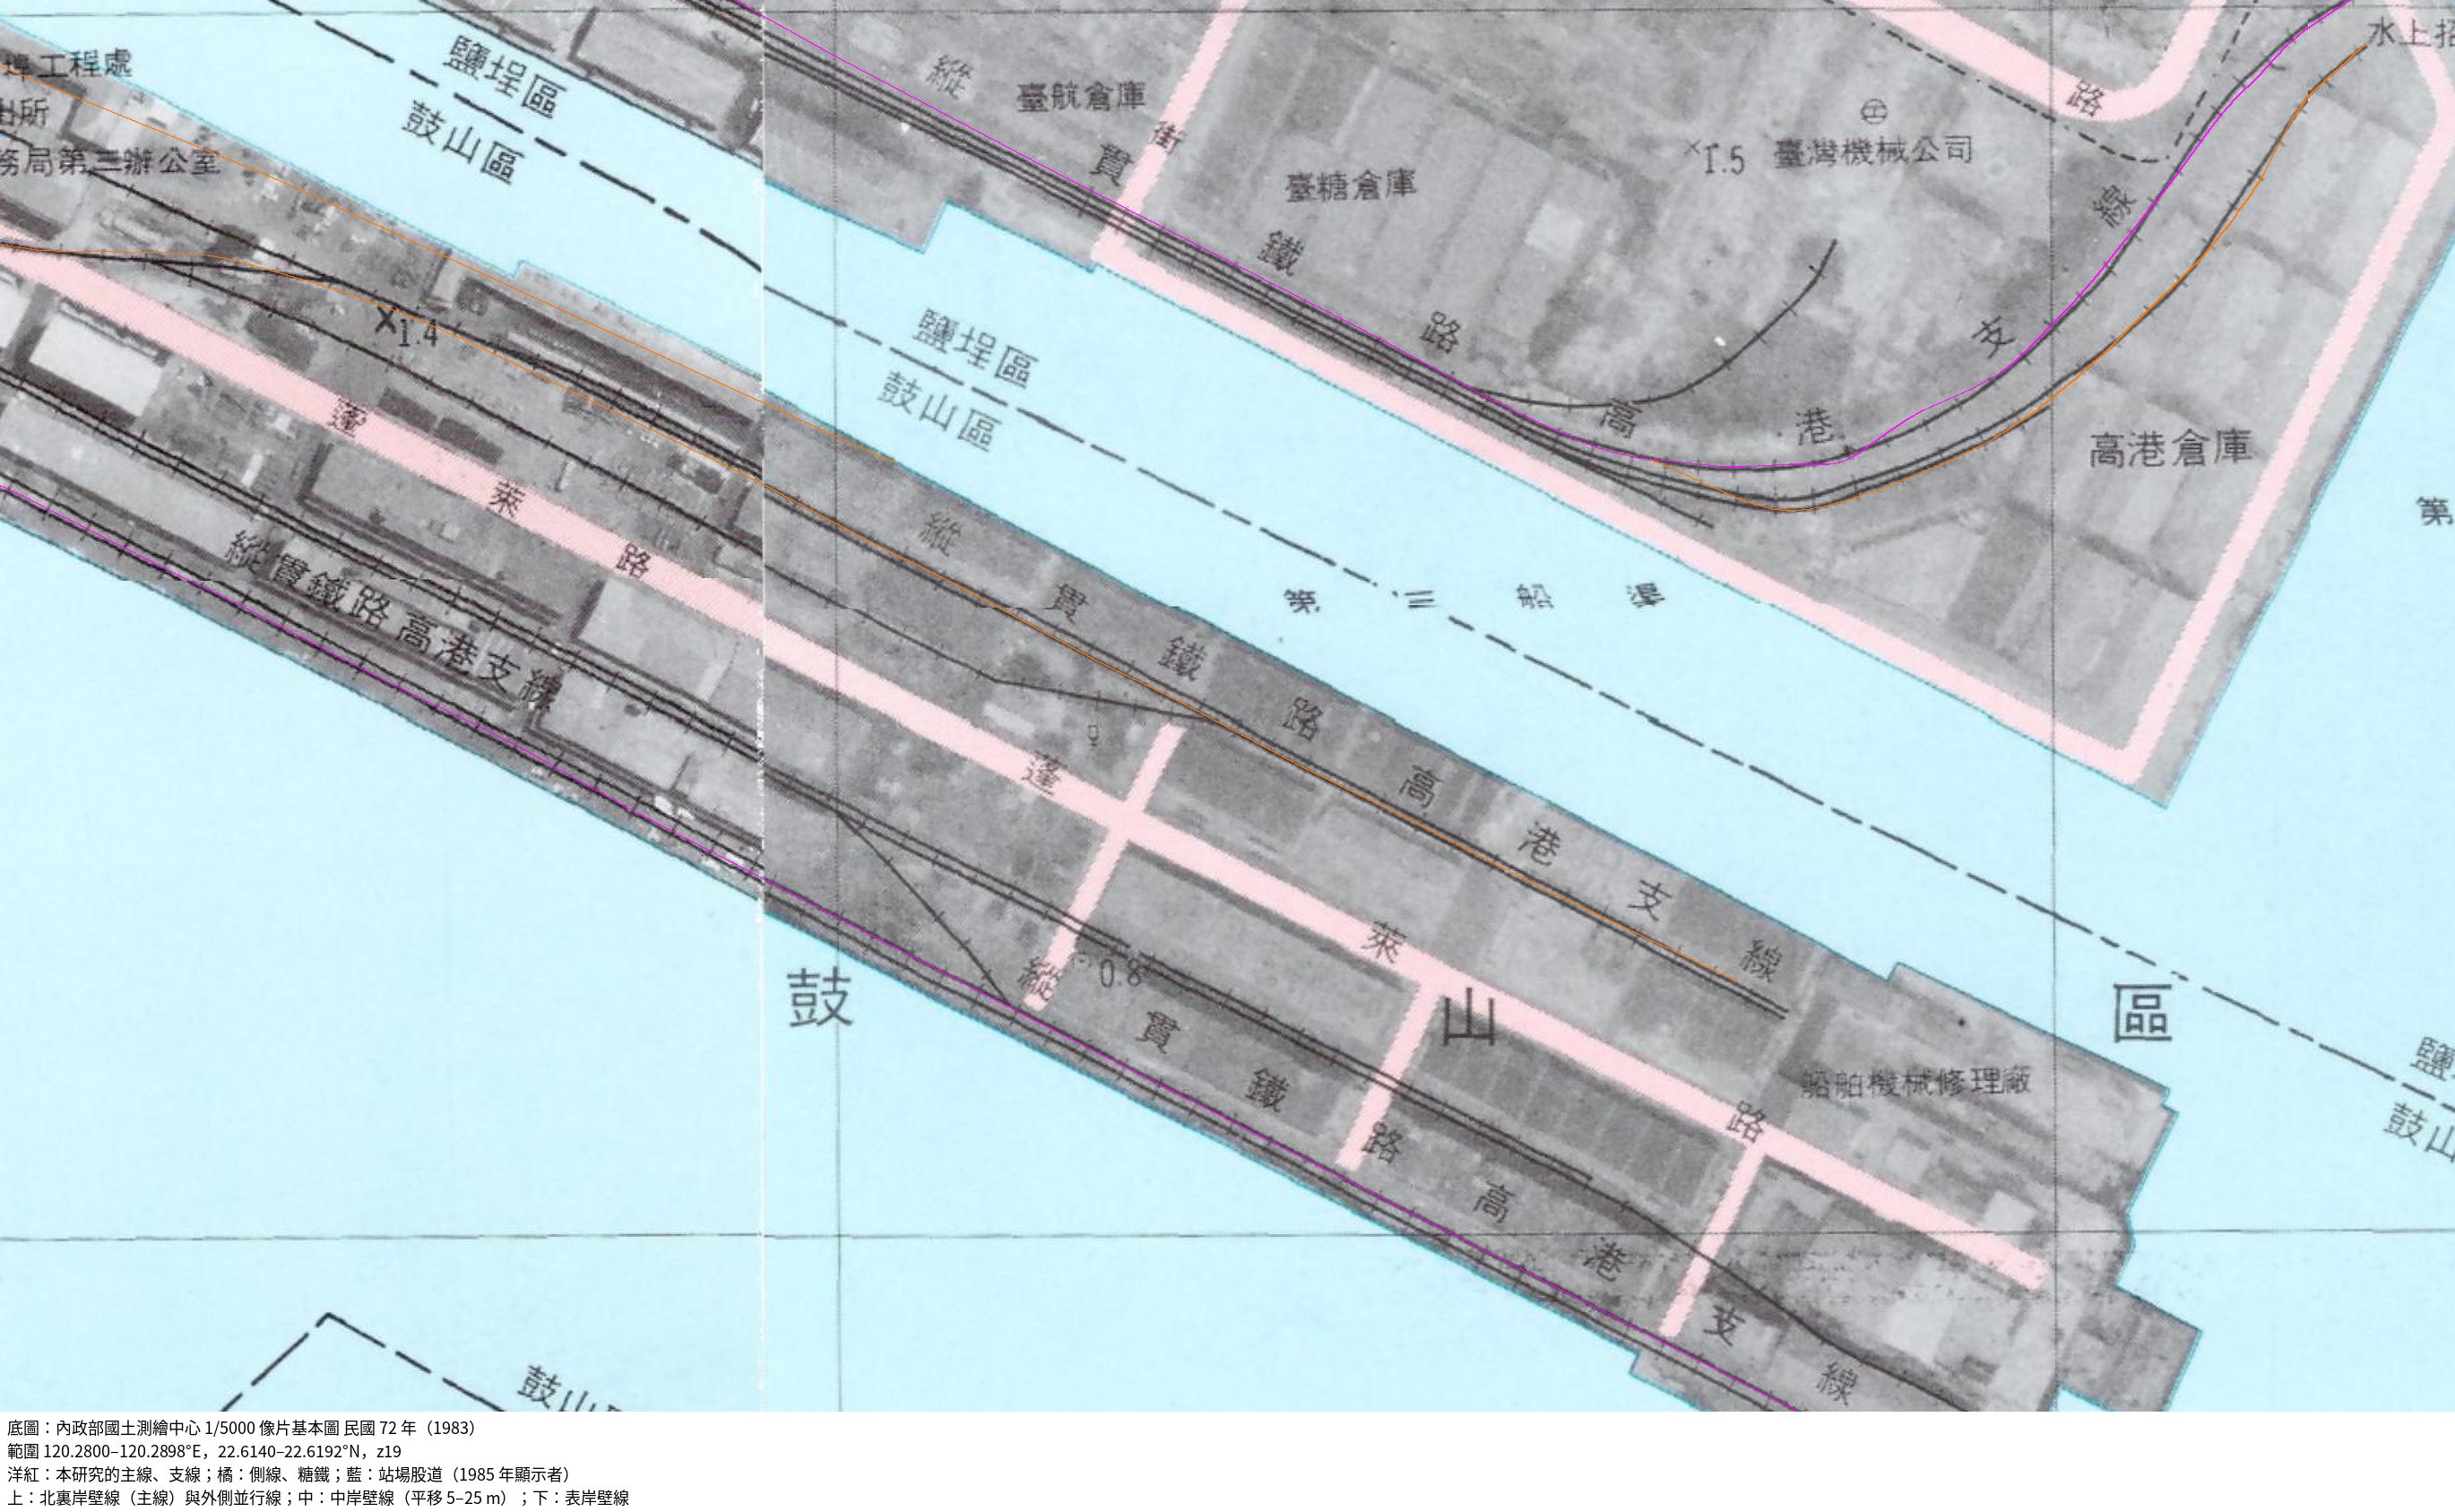 水上招
鹽埕區
鼓山區
埠工程處
出所
務局第三辦公室
縱
臺航倉庫
街
貫
臺糖倉庫
路
1.5
臺灣機械公司
線
鐵
路
支
高
港
高港倉庫
第
1.4
鹽埕區
鼓山區
蓬
萊
路
縱貫鐵路高港支線
第三船渠
縱
貫
鐵
路
高
港
支
線
蓬
萊
路
鼓
山
區
縱
0.8
貫
鐵
路
高
港
支
線
船舶機械修理廠
鹽
鼓山
鼓山
底圖：內政部國土測繪中心 1/5000 像片基本圖 民國 72 年（1983）
範圍 120.2800–120.2898°E，22.6140–22.6192°N，z19
洋紅：本研究的主線、支線；橘：側線、糖鐵；藍：站場股道（1985 年顯示者）
上：北裏岸壁線（主線）與外側並行線；中：中岸壁線（平移 5–25 m）；下：表岸壁線